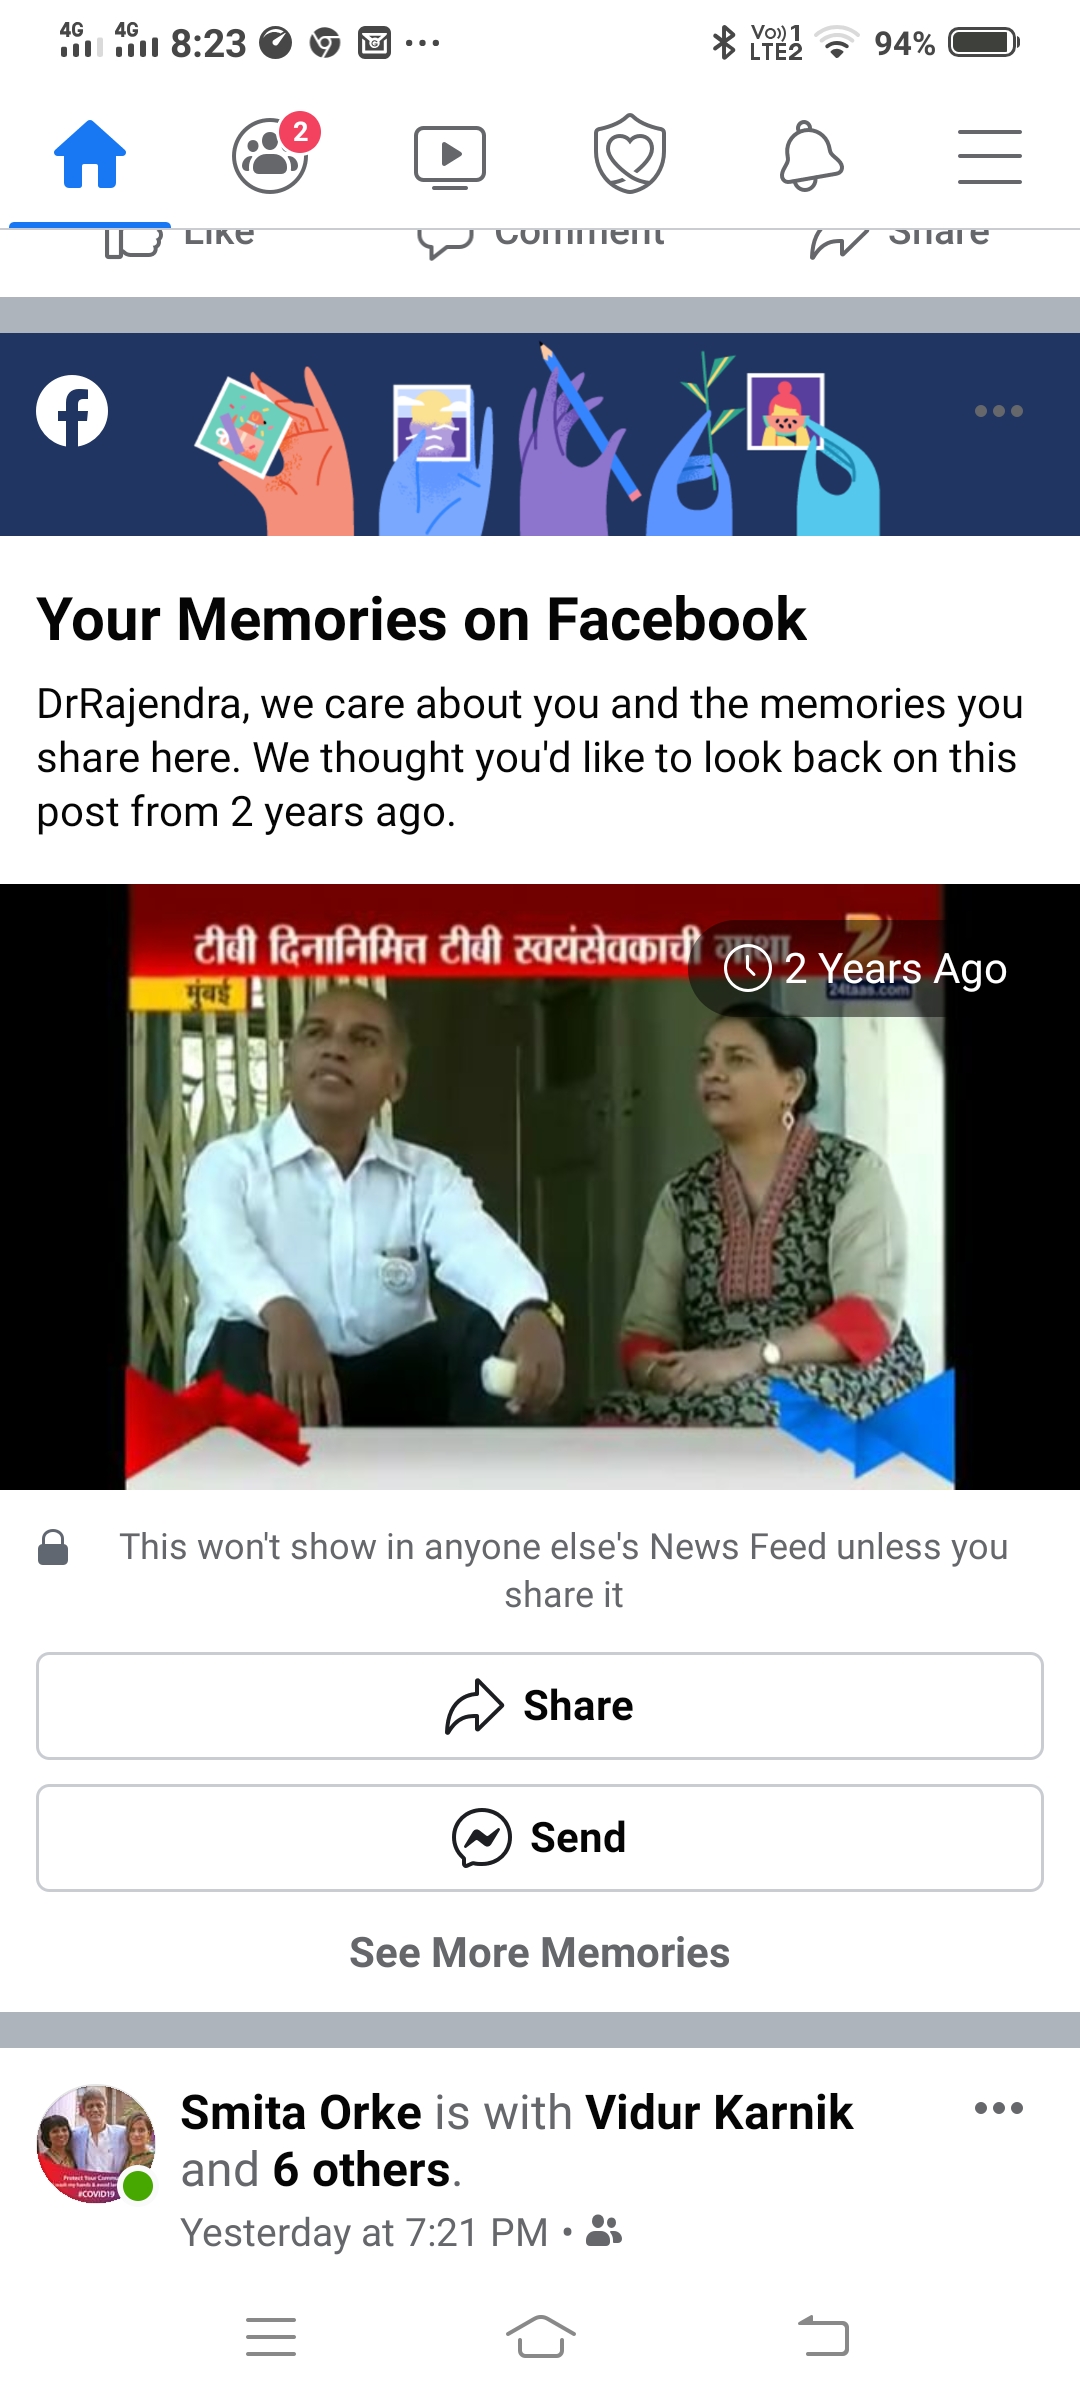 4G 4G 8:23 Vo)) 1 LTE2 94%
2
Like Comment Share
Your Memories on Facebook
DrRajendra, we care about you and the memories you
share here. We thought you'd like to look back on this
post from 2 years ago.
टीबी दिनानिमित्त टीबी स्वयंसेवकाची गाथा
मुंबई
2 Years Ago
24taas.com
This won't show in anyone else's News Feed unless you
share it
Share
Send
See More Memories
Smita Orke is with Vidur Karnik
and 6 others.
Yesterday at 7:21 PM •
Protect Your
#COVID19